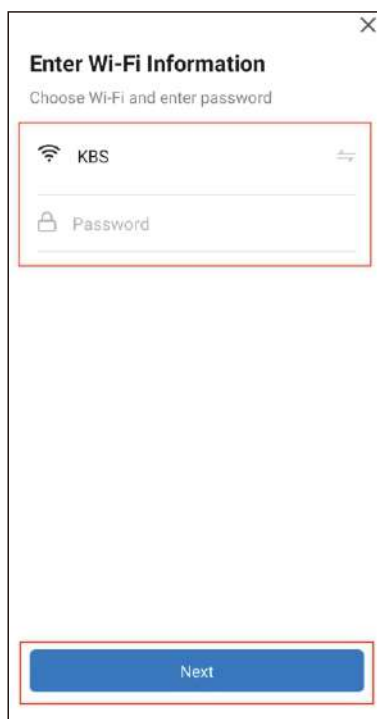 Enter Wi-Fi Information
Choose Wi-Fi and enter password
KBS
Password
Next